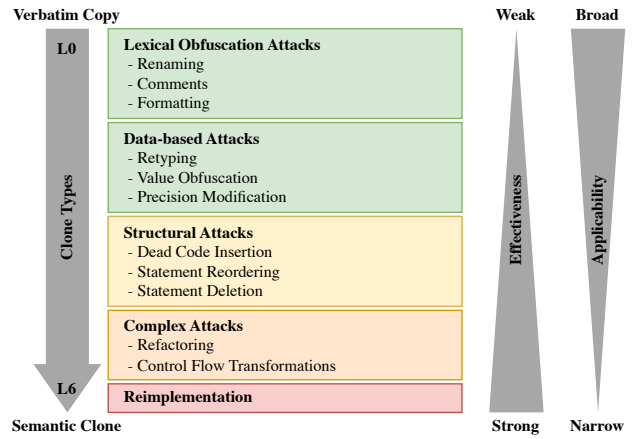 Verbatim Copy
Weak
Broad
L0
Lexical Obfuscation Attacks
- Renaming
- Comments
- Formatting
Data-based Attacks
- Retyping
- Value Obfuscation
- Precision Modification
Clone Types
Effectiveness
Applicability
Structural Attacks
- Dead Code Insertion
- Statement Reordering
- Statement Deletion
Complex Attacks
- Refactoring
- Control Flow Transformations
L6
Reimplementation
Semantic Clone
Strong
Narrow